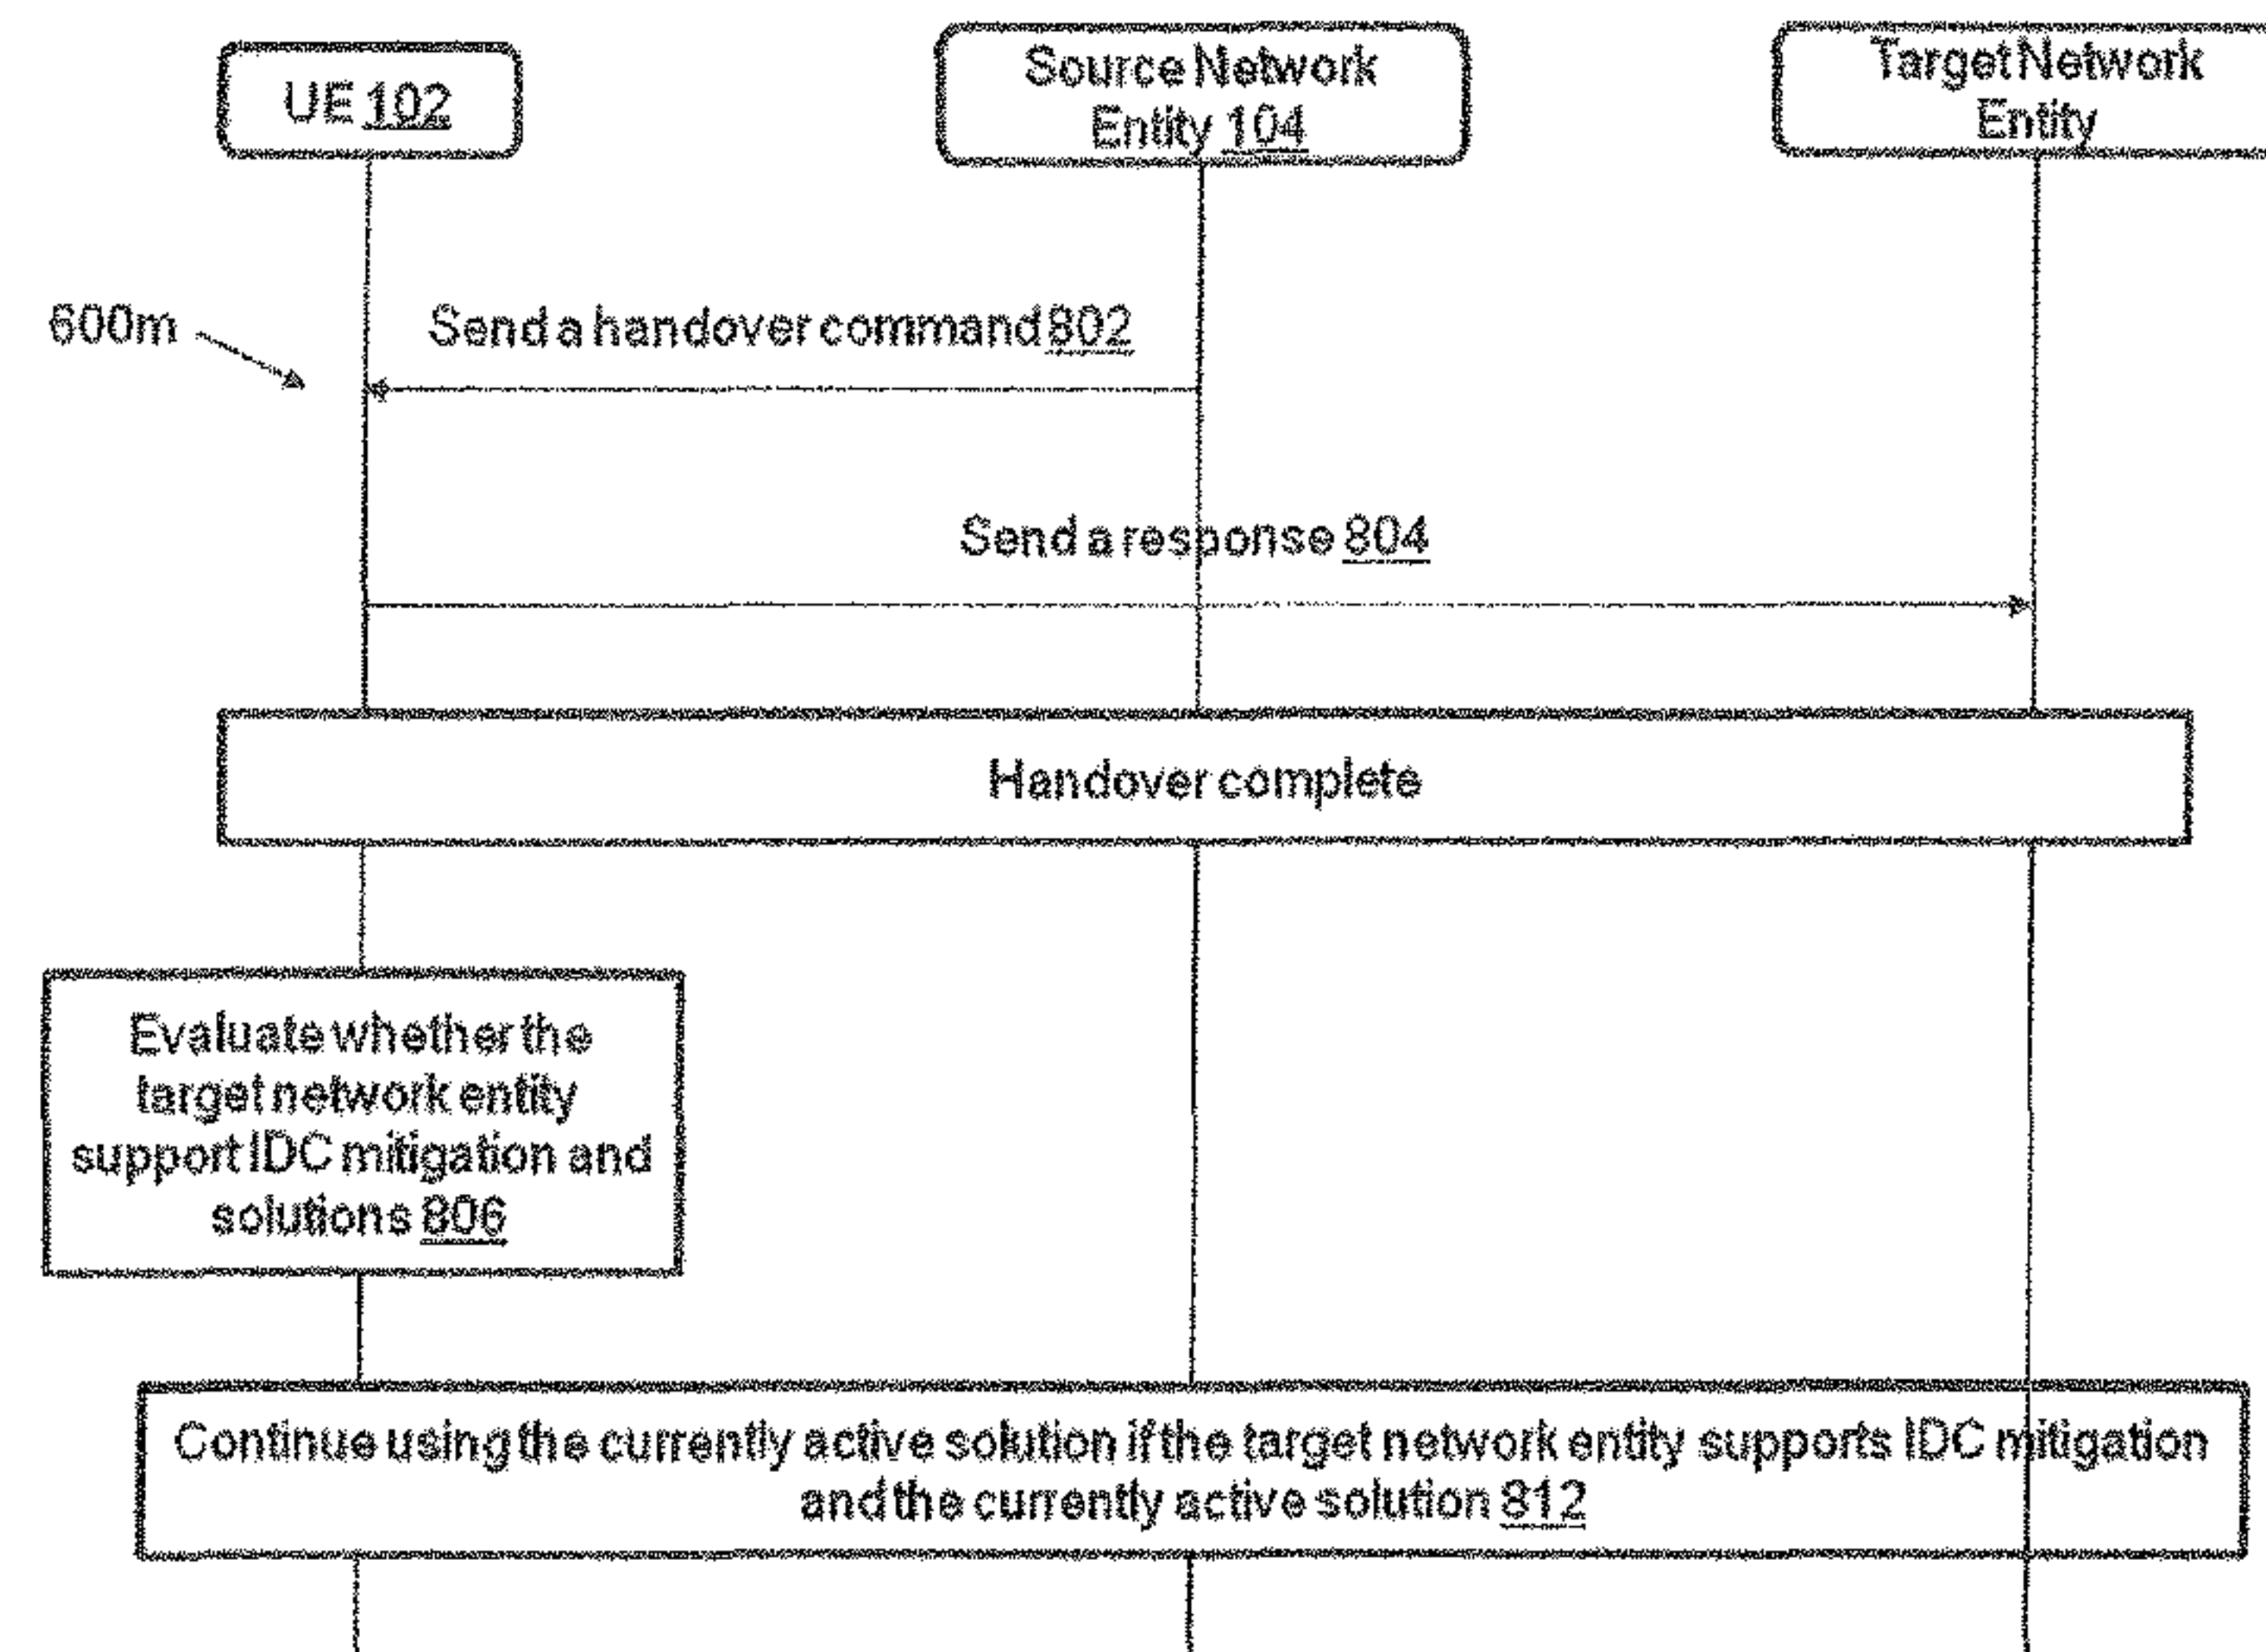 UE 102
Source Network
Entity 104
Target Network
Entity
600m
Send a handover command 802
Send a response 804
Handover complete
Evaluate whether the
target network entity
support IDC mitigation and
solutions 806
Continue using the currently active solution if the target network entity supports IDC mitigation
and the currently active solution 812